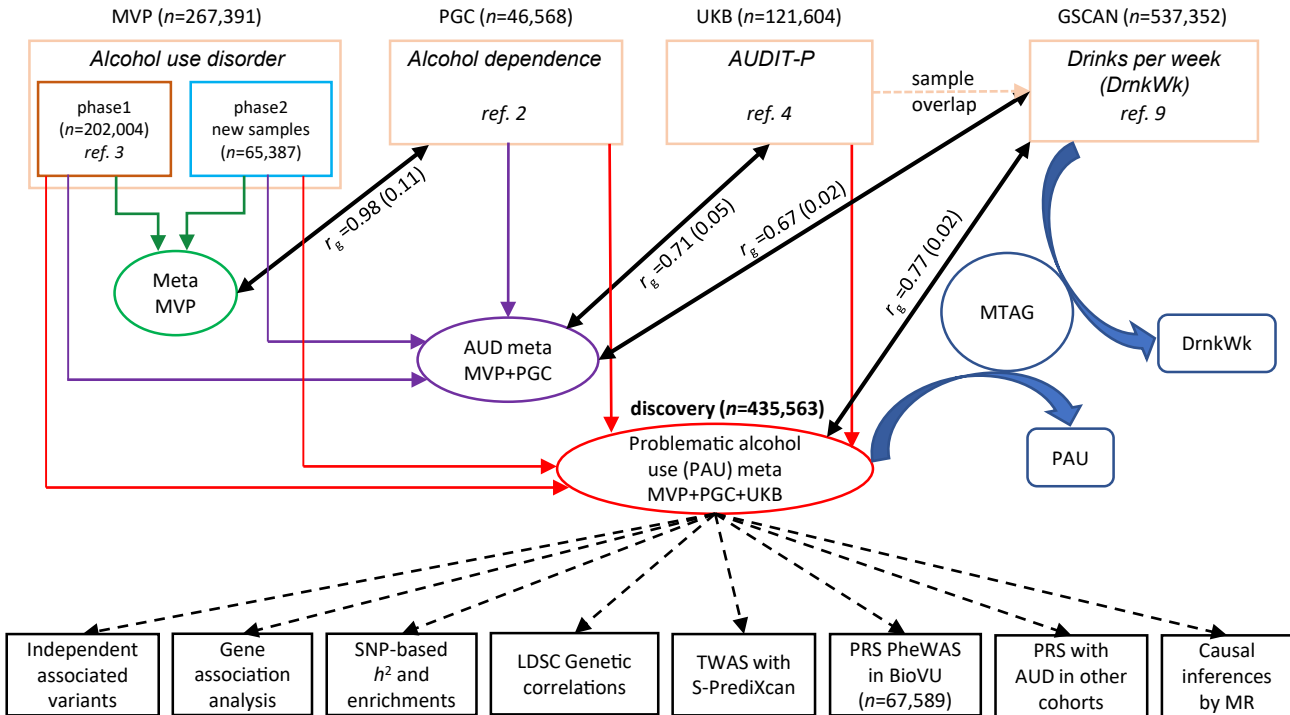 MVP (n=267,391)
PGC (n=46,568)
UKB (n=121,604)
GSCAN (n=537,352)
Alcohol use disorder
phase1
(n=202,004)
ref. 3
phase2
new samples
(n=65,387)
Alcohol dependence
ref. 2
AUDIT-P
ref. 4
sample
overlap
Drinks per week
(DrnkWk)
ref. 9
rg=0.98 (0.11)
rg=0.71 (0.05)
rg=0.67 (0.02)
rg=0.77 (0.02)
Meta
MVP
AUD meta
MVP+PGC
MTAG
DrnkWk
PAU
discovery (n=435,563)
Problematic alcohol
use (PAU) meta
MVP+PGC+UKB
Independent
associated
variants
Gene
association
analysis
SNP-based
h² and
enrichments
LDSC Genetic
correlations
TWAS with
S-PrediXcan
PRS PheWAS
in BioVU
(n=67,589)
PRS with
AUD in other
cohorts
Causal
inferences
by MR